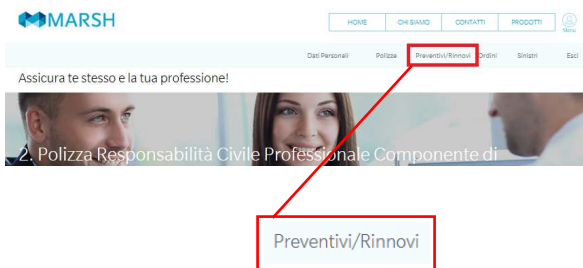 MARSH
HOME CHI SIAMO CONTATTI PRODOTTI
Menu
Dati Personali Polizze Preventivi/Rinnovi Ordini Sinistri Esci
Assicura te stesso e la tua professione!
2. Polizza Responsabilità Civile Professionale Componente di
Preventivi/Rinnovi